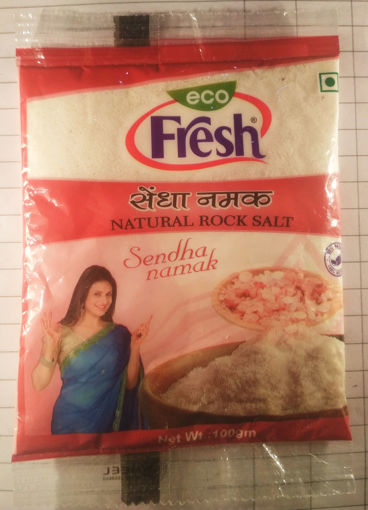 eco
Fresh®
सेंधा नमक
NATURAL ROCK SALT
Sendha
namak
Net Wt.:100gm